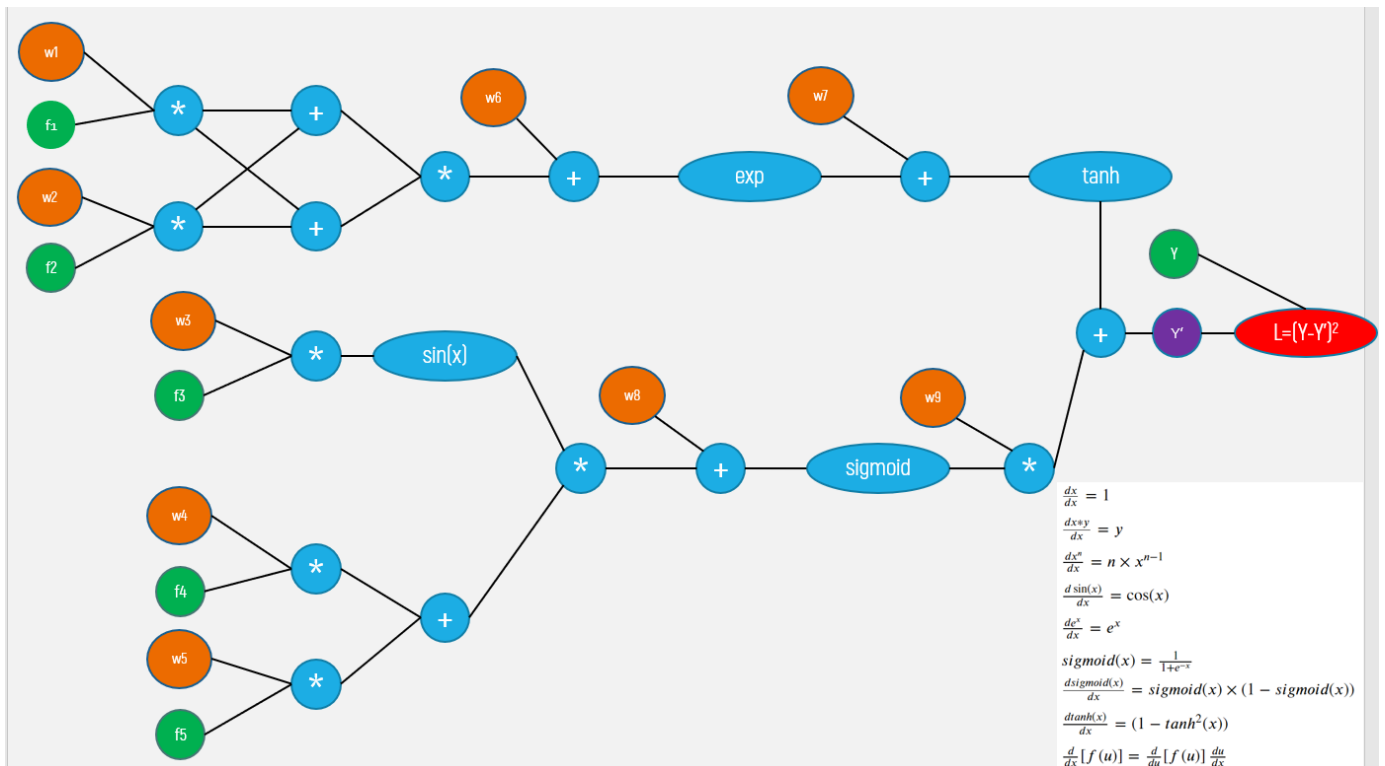 w1
f1
w2
f2
*
*
+
+
*
w6
+
exp
w7
+
tanh
Y
w3
f3
*
sin(x)
+
Y'
L=(Y-Y')²
w4
f4
*
w5
f5
*
+
*
w8
+
sigmoid
w9
*
dx/dx = 1
dx*y/dx = y
dxⁿ/dx = n × xⁿ⁻¹
d sin(x)/dx = cos(x)
deˣ/dx = eˣ
sigmoid(x) = 1/1+e⁻ˣ
dsigmoid(x)/dx = sigmoid(x) × (1 − sigmoid(x))
dtanh(x)/dx = (1 − tanh²(x))
d/dx [f(u)] = d/du [f(u)] du/dx